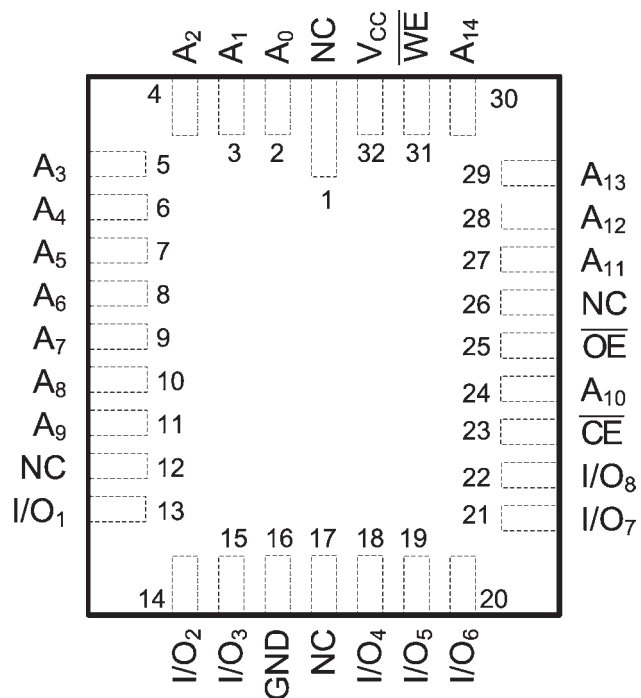 A2 A1 A0 NC VCC W̅E̅ A14
4 3 2 1 32 31 30
A3 5 29 A13
A4 6 28 A12
A5 7 27 A11
A6 8 26 NC
A7 9 25 O̅E̅
A8 10 24 A10
A9 11 23 C̅E̅
NC 12 22 I/O8
I/O1 13 21 I/O7
14 15 16 17 18 19 20
I/O2 I/O3 GND NC I/O4 I/O5 I/O6